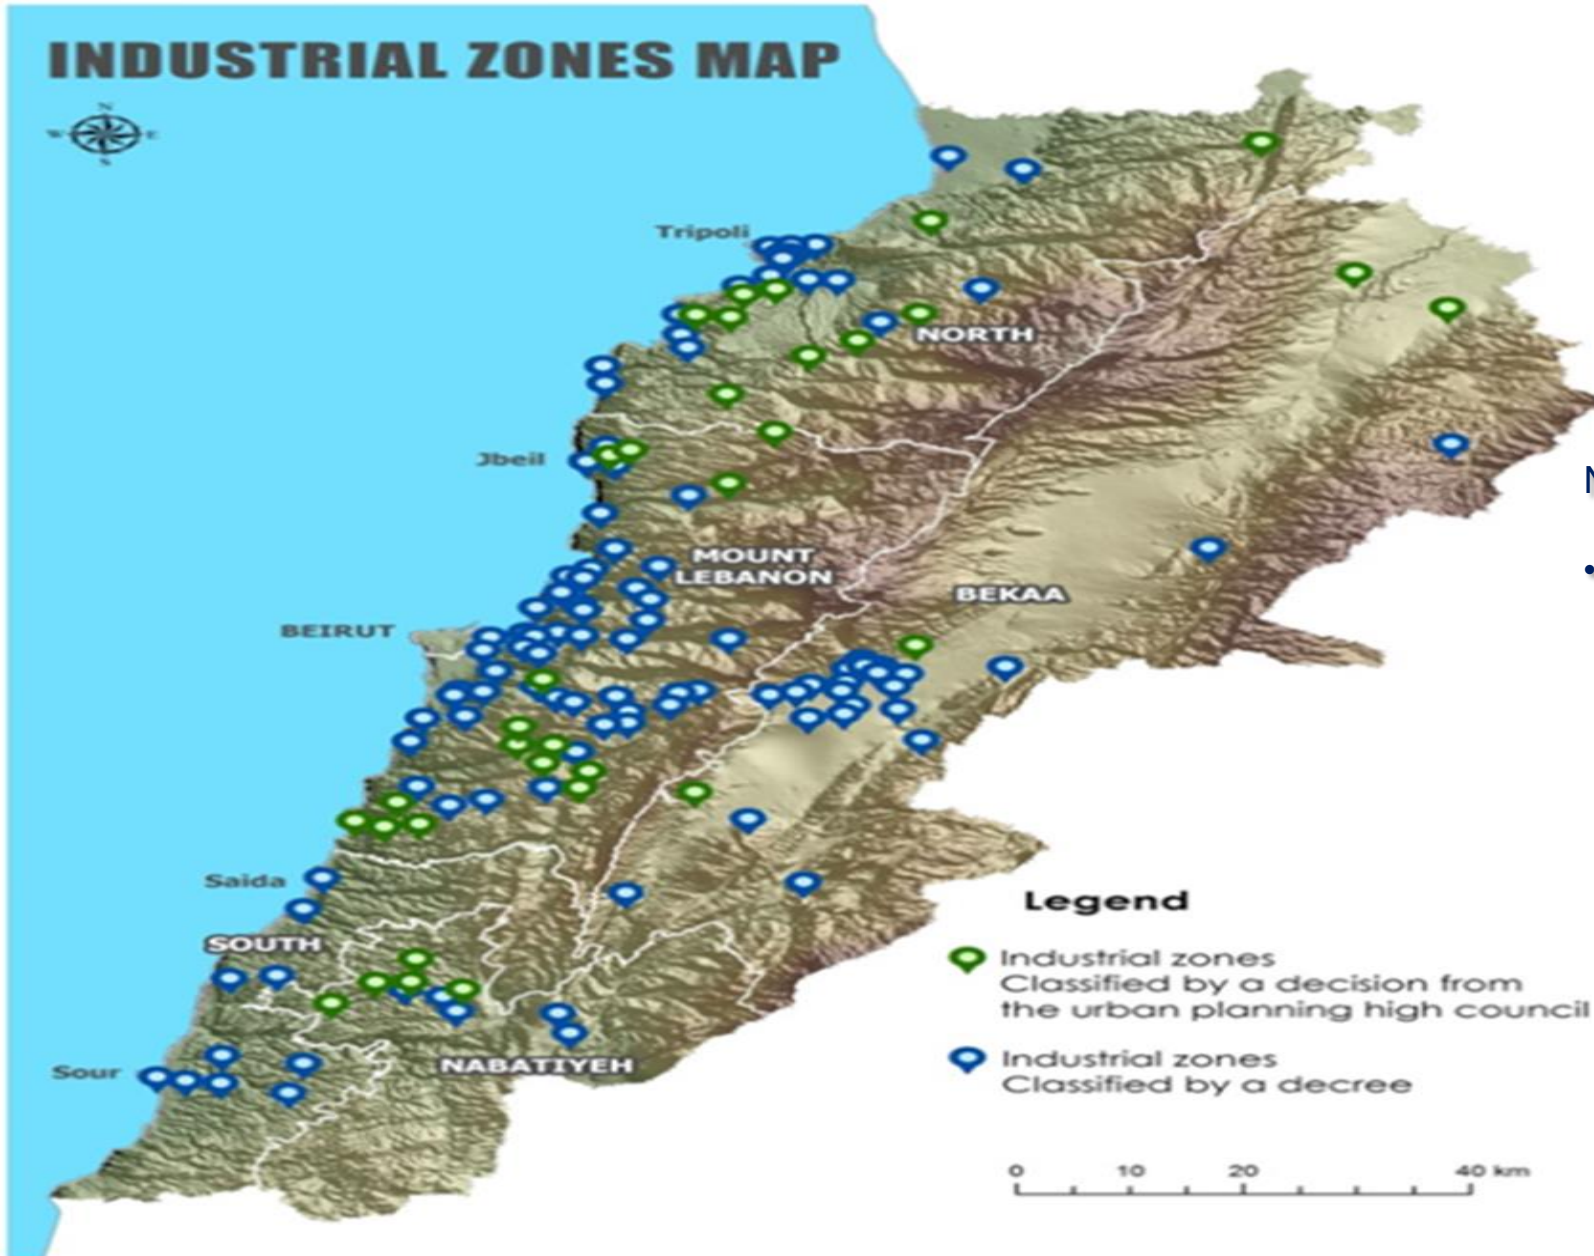 INDUSTRIAL ZONES MAP
N
W E
S
Tripoli
NORTH
Jbeil
MOUNT
LEBANON
BEKAA
BEIRUT
Saida
SOUTH
NABATIYEH
Sour
Legend
Industrial zones
Classified by a decision from
the urban planning high council
Industrial zones
Classified by a decree
0 10 20 40 km